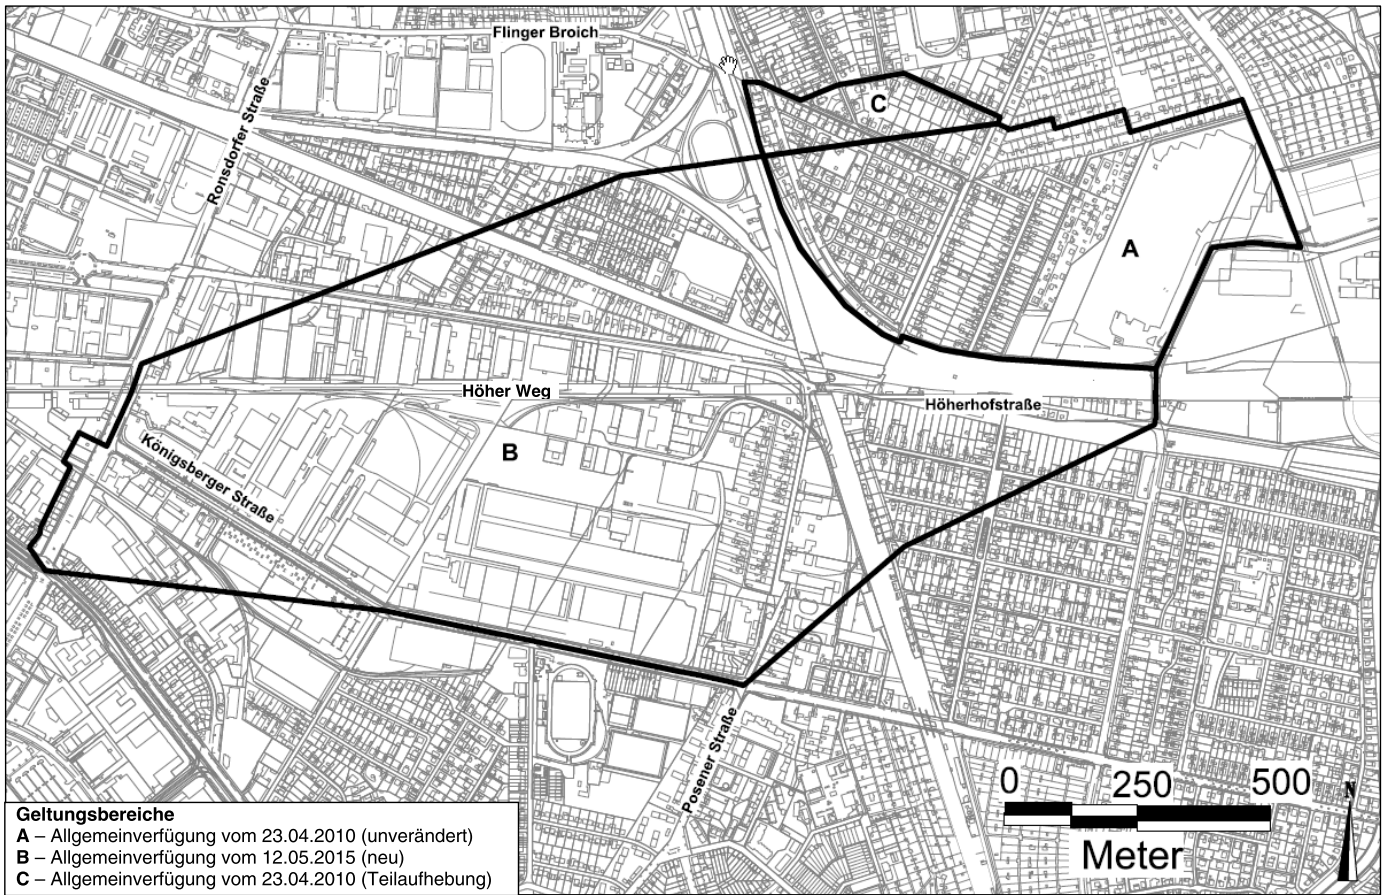 Flinger Broich
Ronsdorfer Straße
C
A
Höher Weg
Höherhofstraße
B
Königsberger Straße
Posener Straße
0 250 500
Meter
N
Geltungsbereiche
A – Allgemeinverfügung vom 23.04.2010 (unverändert)
B – Allgemeinverfügung vom 12.05.2015 (neu)
C – Allgemeinverfügung vom 23.04.2010 (Teilaufhebung)